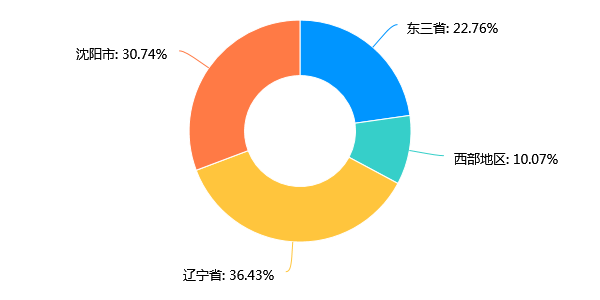 东三省: 22.76%
沈阳市: 30.74%
西部地区: 10.07%
辽宁省: 36.43%